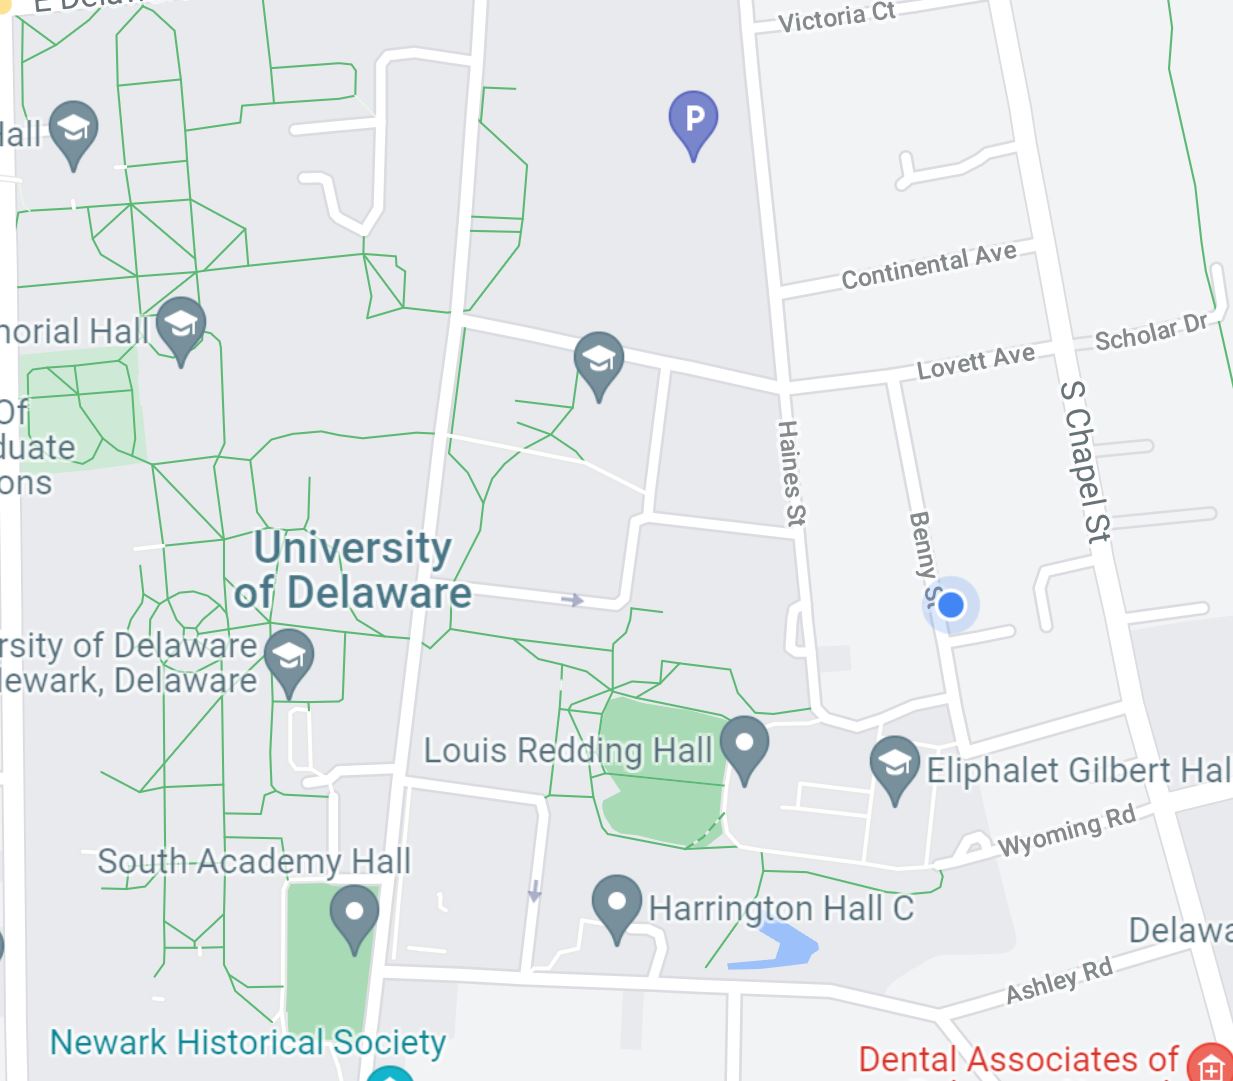 Victoria Ct
P
Hall
Continental Ave
Scholar Dr
Lovett Ave
S Chapel St
Haines St
Benny St
University
of Delaware
Louis Redding Hall
Eliphalet Gilbert Hal
Wyoming Rd
South Academy Hall
Harrington Hall C
Delawa
Ashley Rd
Newark Historical Society
Dental Associates of